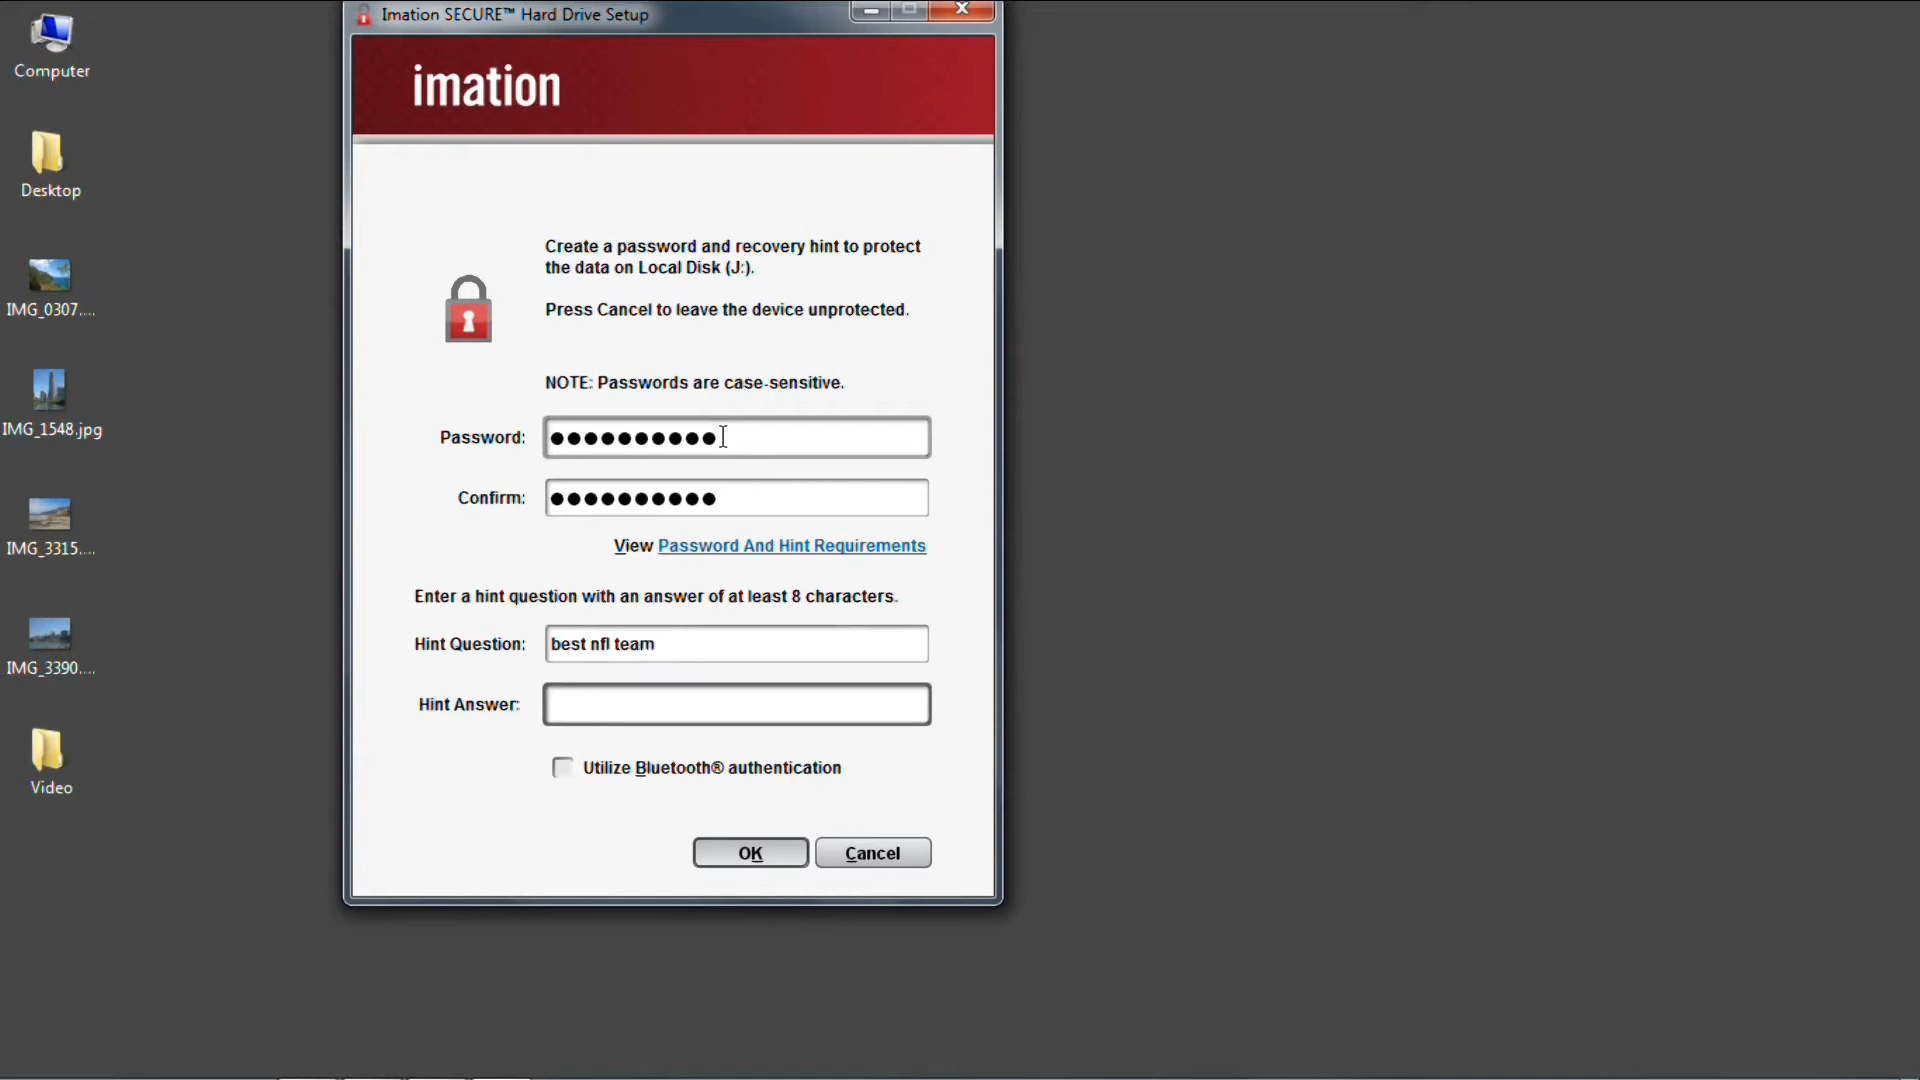 Imation SECURE™ Hard Drive Setup
Computer
imation
Desktop
Create a password and recovery hint to protect
the data on Local Disk (J:).
IMG_0307....
Press Cancel to leave the device unprotected.
NOTE: Passwords are case-sensitive.
IMG_1548.jpg
Password: ●●●●●●●●●●
Confirm: ●●●●●●●●●●
View Password And Hint Requirements
IMG_3315....
Enter a hint question with an answer of at least 8 characters.
Hint Question: best nfl team
IMG_3390....
Hint Answer:
Utilize Bluetooth® authentication
Video
OK Cancel